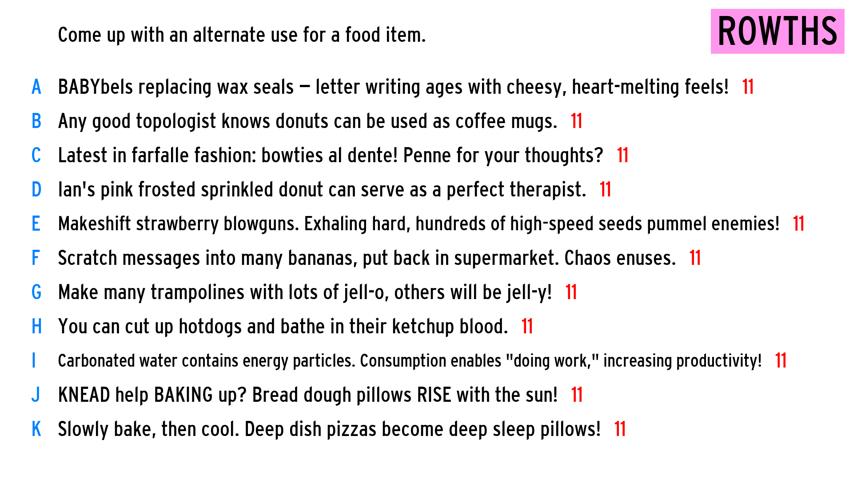 Come up with an alternate use for a food item.
ROWTHS
A BABYbels replacing wax seals – letter writing ages with cheesy, heart-melting feels! 11
B Any good topologist knows donuts can be used as coffee mugs. 11
C Latest in farfalle fashion: bowties al dente! Penne for your thoughts? 11
D Ian's pink frosted sprinkled donut can serve as a perfect therapist. 11
E Makeshift strawberry blowguns. Exhaling hard, hundreds of high-speed seeds pummel enemies! 11
F Scratch messages into many bananas, put back in supermarket. Chaos enuses. 11
G Make many trampolines with lots of jell-o, others will be jell-y! 11
H You can cut up hotdogs and bathe in their ketchup blood. 11
I Carbonated water contains energy particles. Consumption enables "doing work," increasing productivity! 11
J KNEAD help BAKING up? Bread dough pillows RISE with the sun! 11
K Slowly bake, then cool. Deep dish pizzas become deep sleep pillows! 11